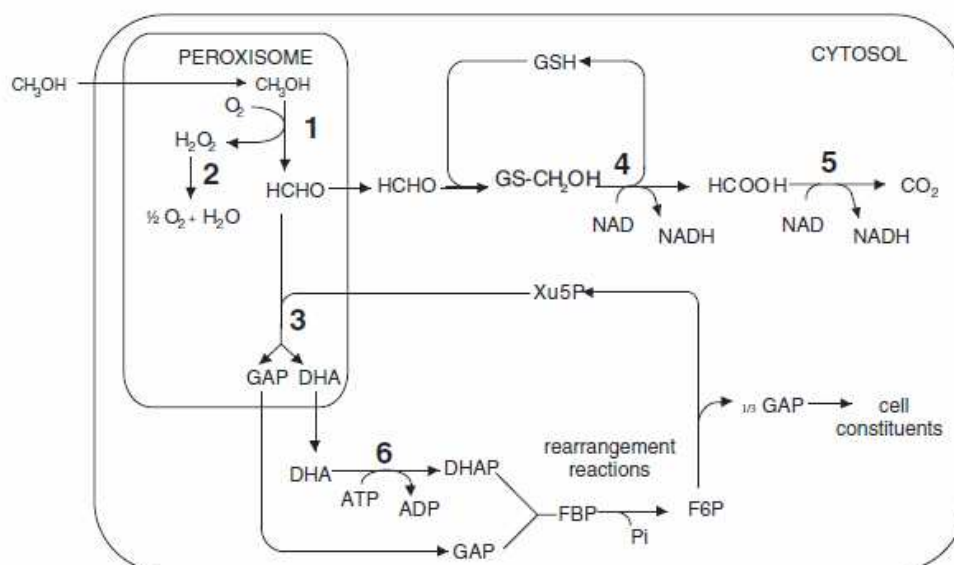 PEROXISOME
CYTOSOL
CH₃OH
CH₃OH
GSH
O₂
1
H₂O₂
2
HCHO
HCHO
GS-CH₂OH
4
HCOOH
5
CO₂
½ O₂ + H₂O
NAD
NADH
NAD
NADH
Xu5P
3
GAP
DHA
1/3 GAP
cell
constituents
rearrangement
reactions
DHA
6
DHAP
ATP
ADP
FBP
Pi
F6P
GAP